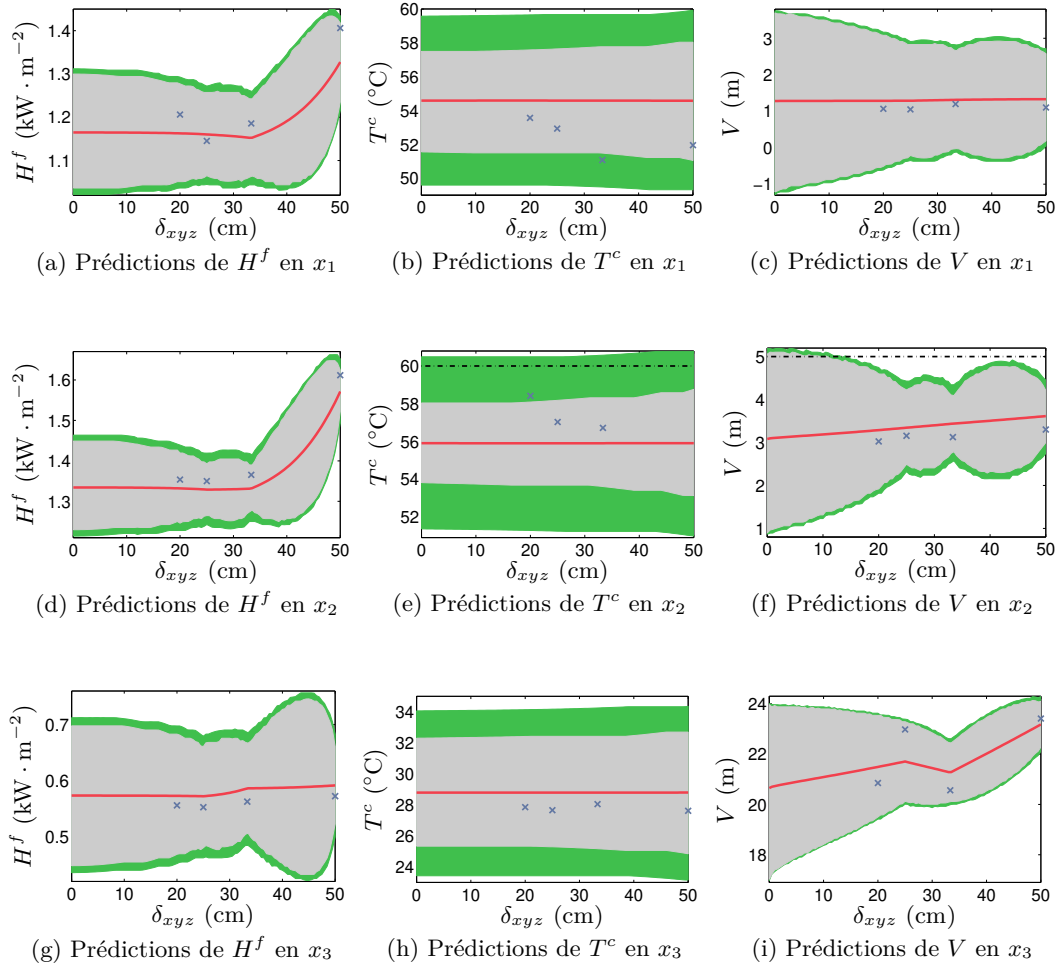 1.4
1.3
1.2
1.1
H^f (kW · m^−2)
0 10 20 30 40 50
δ_xyz (cm)
(a) Prédictions de H^f en x_1
60
58
56
54
52
50
T^c (°C)
0 10 20 30 40 50
δ_xyz (cm)
(b) Prédictions de T^c en x_1
3
2
1
0
−1
V (m)
0 10 20 30 40 50
δ_xyz (cm)
(c) Prédictions de V en x_1
1.6
1.5
1.4
1.3
H^f (kW · m^−2)
0 10 20 30 40 50
δ_xyz (cm)
(d) Prédictions de H^f en x_2
60
58
56
54
52
T^c (°C)
0 10 20 30 40 50
δ_xyz (cm)
(e) Prédictions de T^c en x_2
5
4
3
2
1
V (m)
0 10 20 30 40 50
δ_xyz (cm)
(f) Prédictions de V en x_2
0.7
0.6
0.5
H^f (kW · m^−2)
0 10 20 30 40 50
δ_xyz (cm)
(g) Prédictions de H^f en x_3
34
32
30
28
26
24
T^c (°C)
0 10 20 30 40 50
δ_xyz (cm)
(h) Prédictions de T^c en x_3
24
22
20
18
V (m)
0 10 20 30 40 50
δ_xyz (cm)
(i) Prédictions de V en x_3